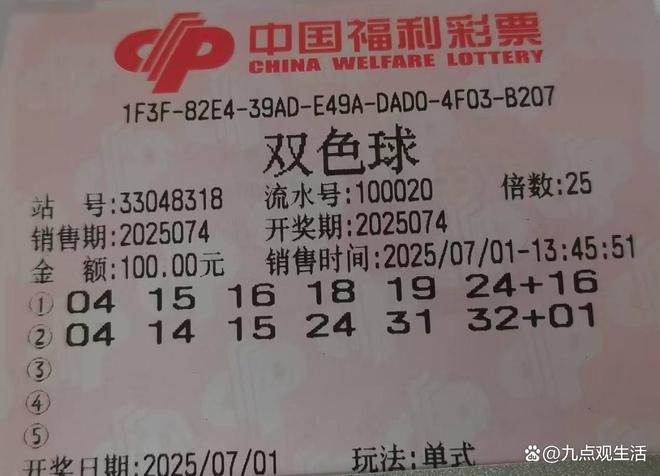 中国福利彩票
CHINA WELFARE LOTTERY
1F3F-82E4-39AD-E49A-DAD0-4F03-B207
双色球
站 号:33048318 流水号:100020 倍数:25
销售期:2025074 开奖期:2025074
金 额:100.00元 销售时间:2025/07/01-13:45:51
① 04 15 16 18 19 24+16
② 04 14 15 24 31 32+01
③
④
⑤
开奖日期:2025/07/01 玩法:单式
@九点观生活